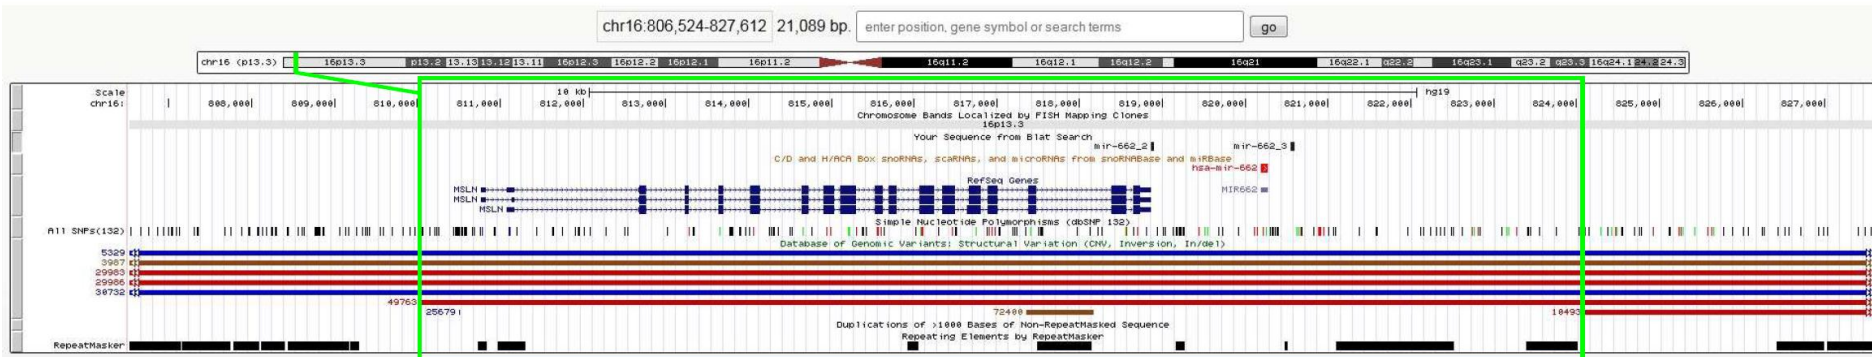 chr16:806,524-827,612 21,089 bp. enter position, gene symbol or search terms go
chr16 (p13.3) 16p13.3 p13.2 13.13 13.12 13.11 16p12.3 16p12.2 16p12.1 16p11.2 16q11.2 16q12.1 16q12.2 16q21 16q22.1 q22.2 16q23.1 q23.2 q23.3 16q24.1 24.2 24.3
Scale 10 kb hg19
chr16: 808,000 809,000 810,000 811,000 812,000 813,000 814,000 815,000 816,000 817,000 818,000 819,000 820,000 821,000 822,000 823,000 824,000 825,000 826,000 827,000
Chromosome Bands Localized by FISH Mapping Clones
16p13.3
Your Sequence from Blat Search
mir-662_2 mir-662_3
C/D and H/ACA Box snoRNAs, scaRNAs, and microRNAs from snoRNABase and miRBase
hsa-mir-662
RefSeq Genes
MSLN MIR662
MSLN
MSLN
Simple Nucleotide Polymorphisms (dbSNP 132)
All SNPs(132)
Database of Genomic Variants: Structural Variation (CNV, Inversion, In/del)
5329
3987
29983
29986
30732
49763
25679 72400 10493
Duplications of >1000 Bases of Non-RepeatMasked Sequence
Repeating Elements by RepeatMasker
RepeatMasker